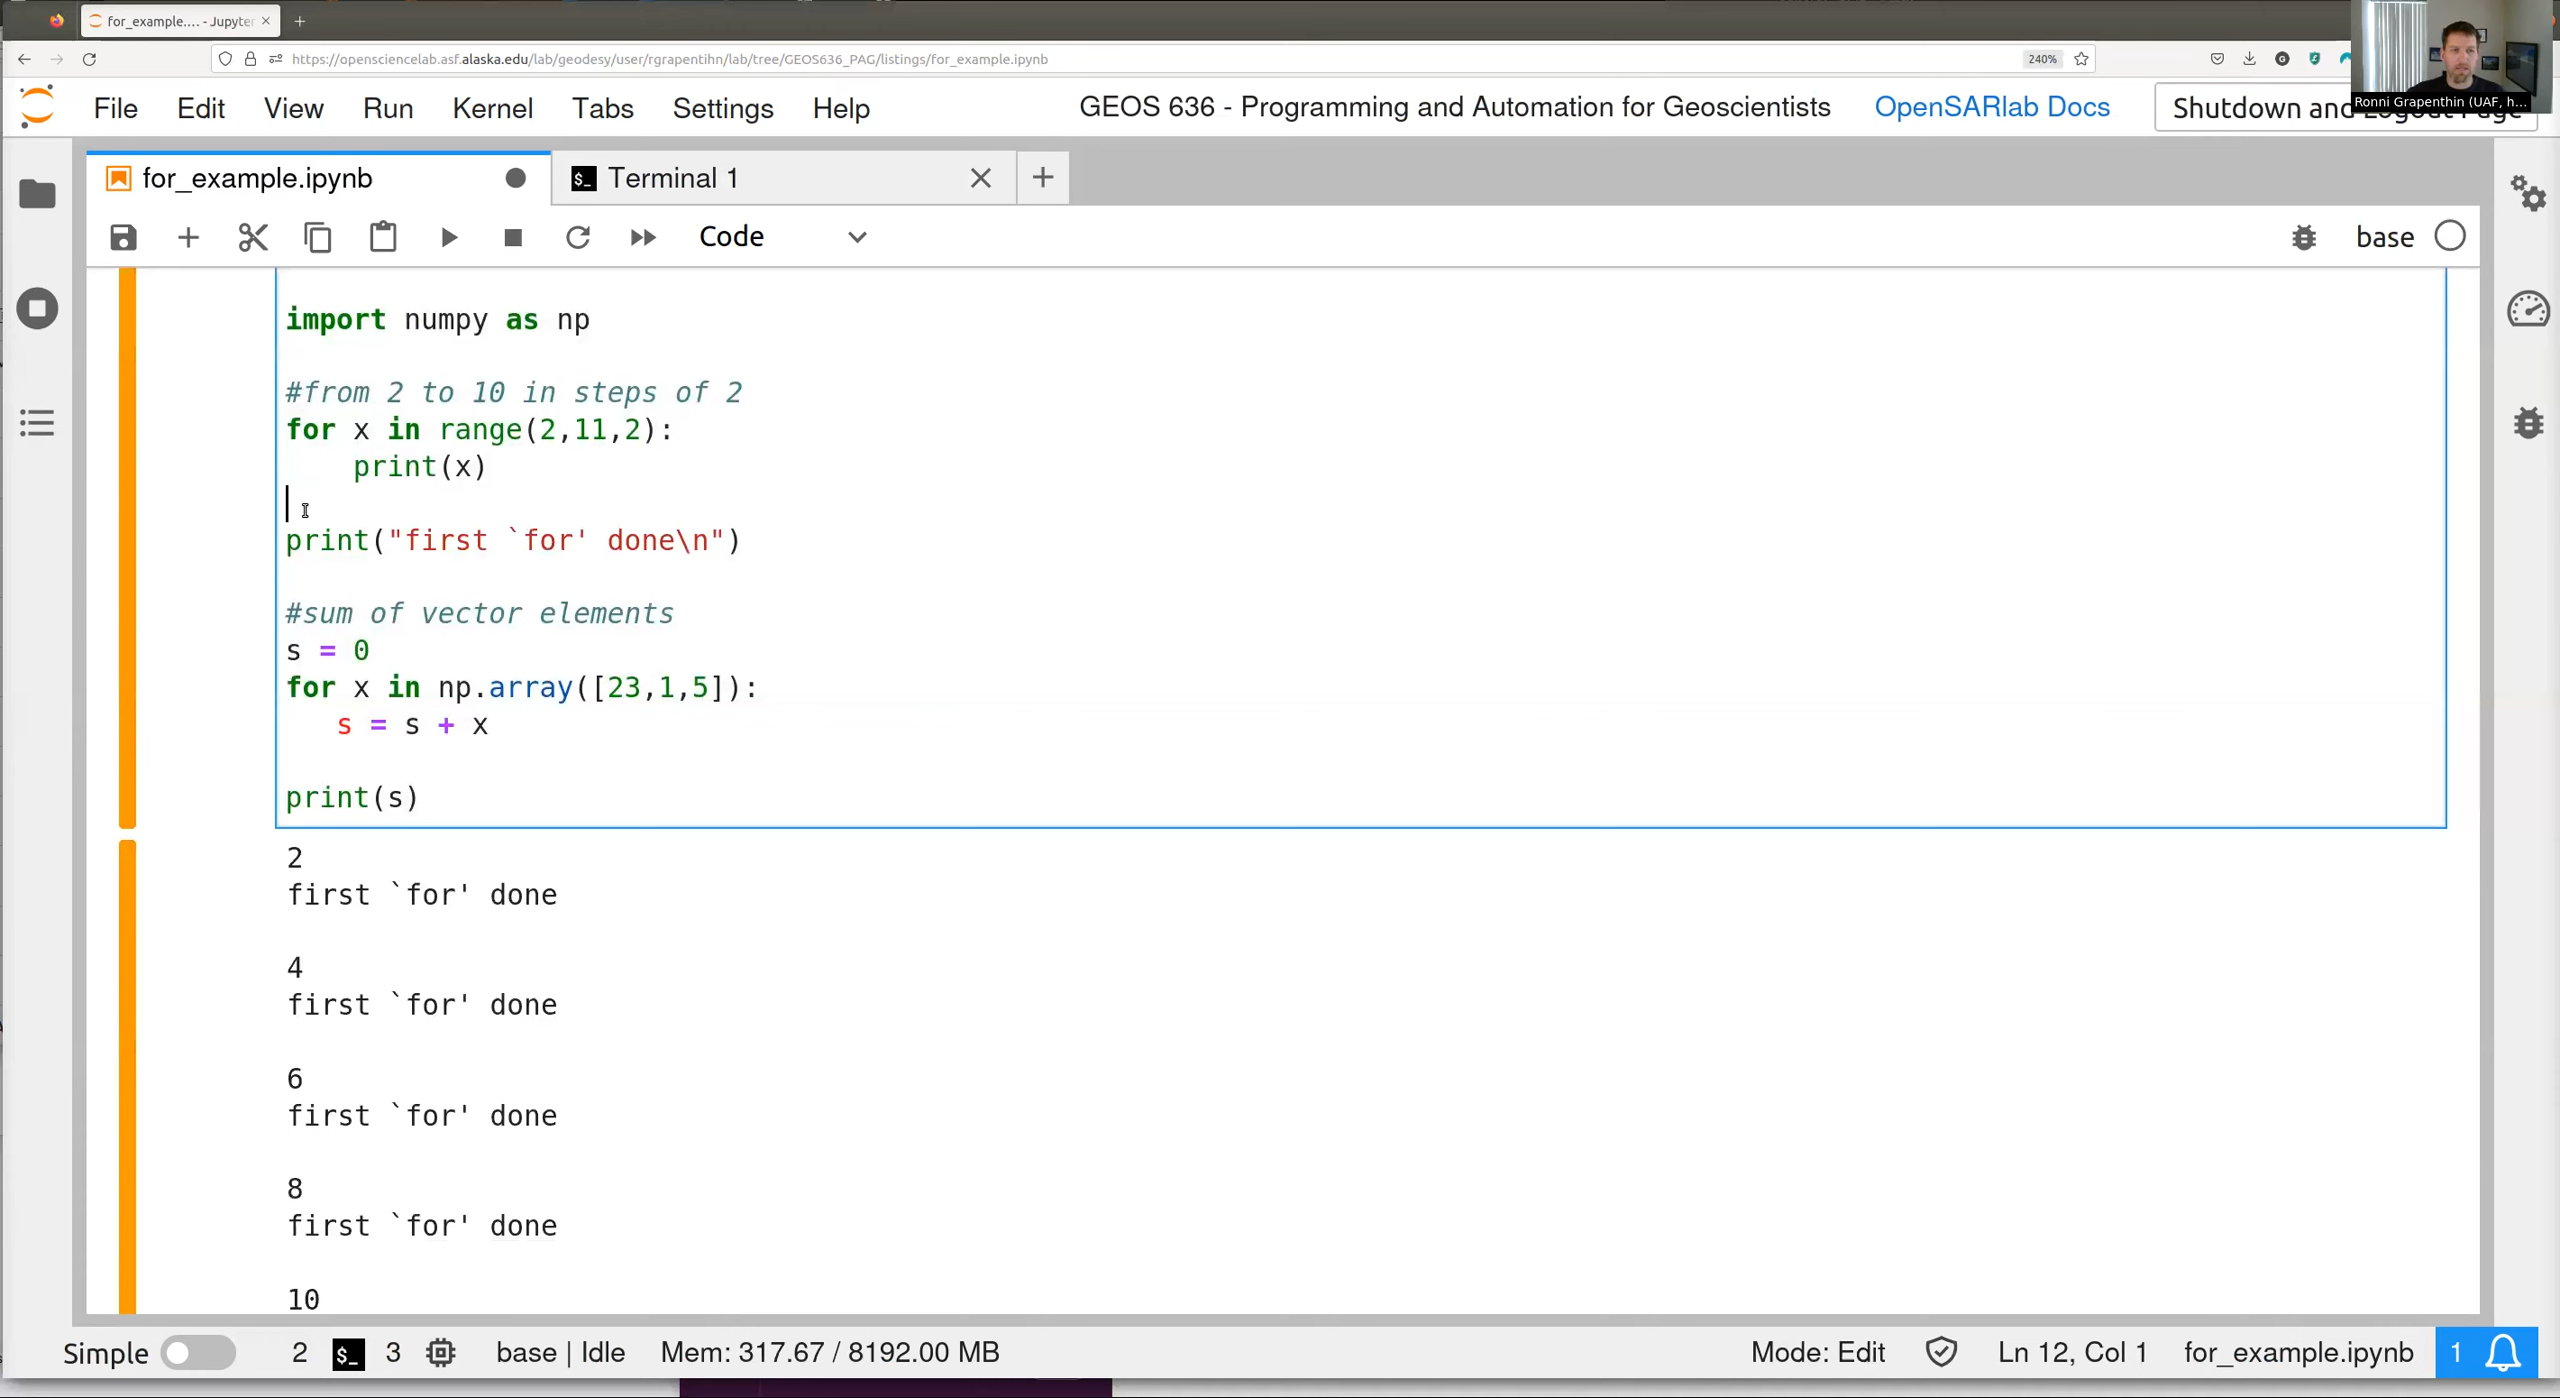 for_example.... - Jupyter
https://opensciencelab.asf.alaska.edu/lab/geodesy/user/rgrapentihn/lab/tree/GEOS636_PAG/listings/for_example.ipynb
240%
File Edit View Run Kernel Tabs Settings Help
GEOS 636 - Programming and Automation for Geoscientists
OpenSARlab Docs
Shutdown and Logout Page
Ronni Grapenthin (UAF, h...
for_example.ipynb
Terminal 1
Code
base
import numpy as np
#from 2 to 10 in steps of 2
for x in range(2,11,2):
    print(x)
print("first `for' done\n")
#sum of vector elements
s = 0
for x in np.array([23,1,5]):
   s = s + x
print(s)
2
first `for' done
4
first `for' done
6
first `for' done
8
first `for' done
10
Simple 2 $_ 3 base | Idle Mem: 317.67 / 8192.00 MB Mode: Edit Ln 12, Col 1 for_example.ipynb 1